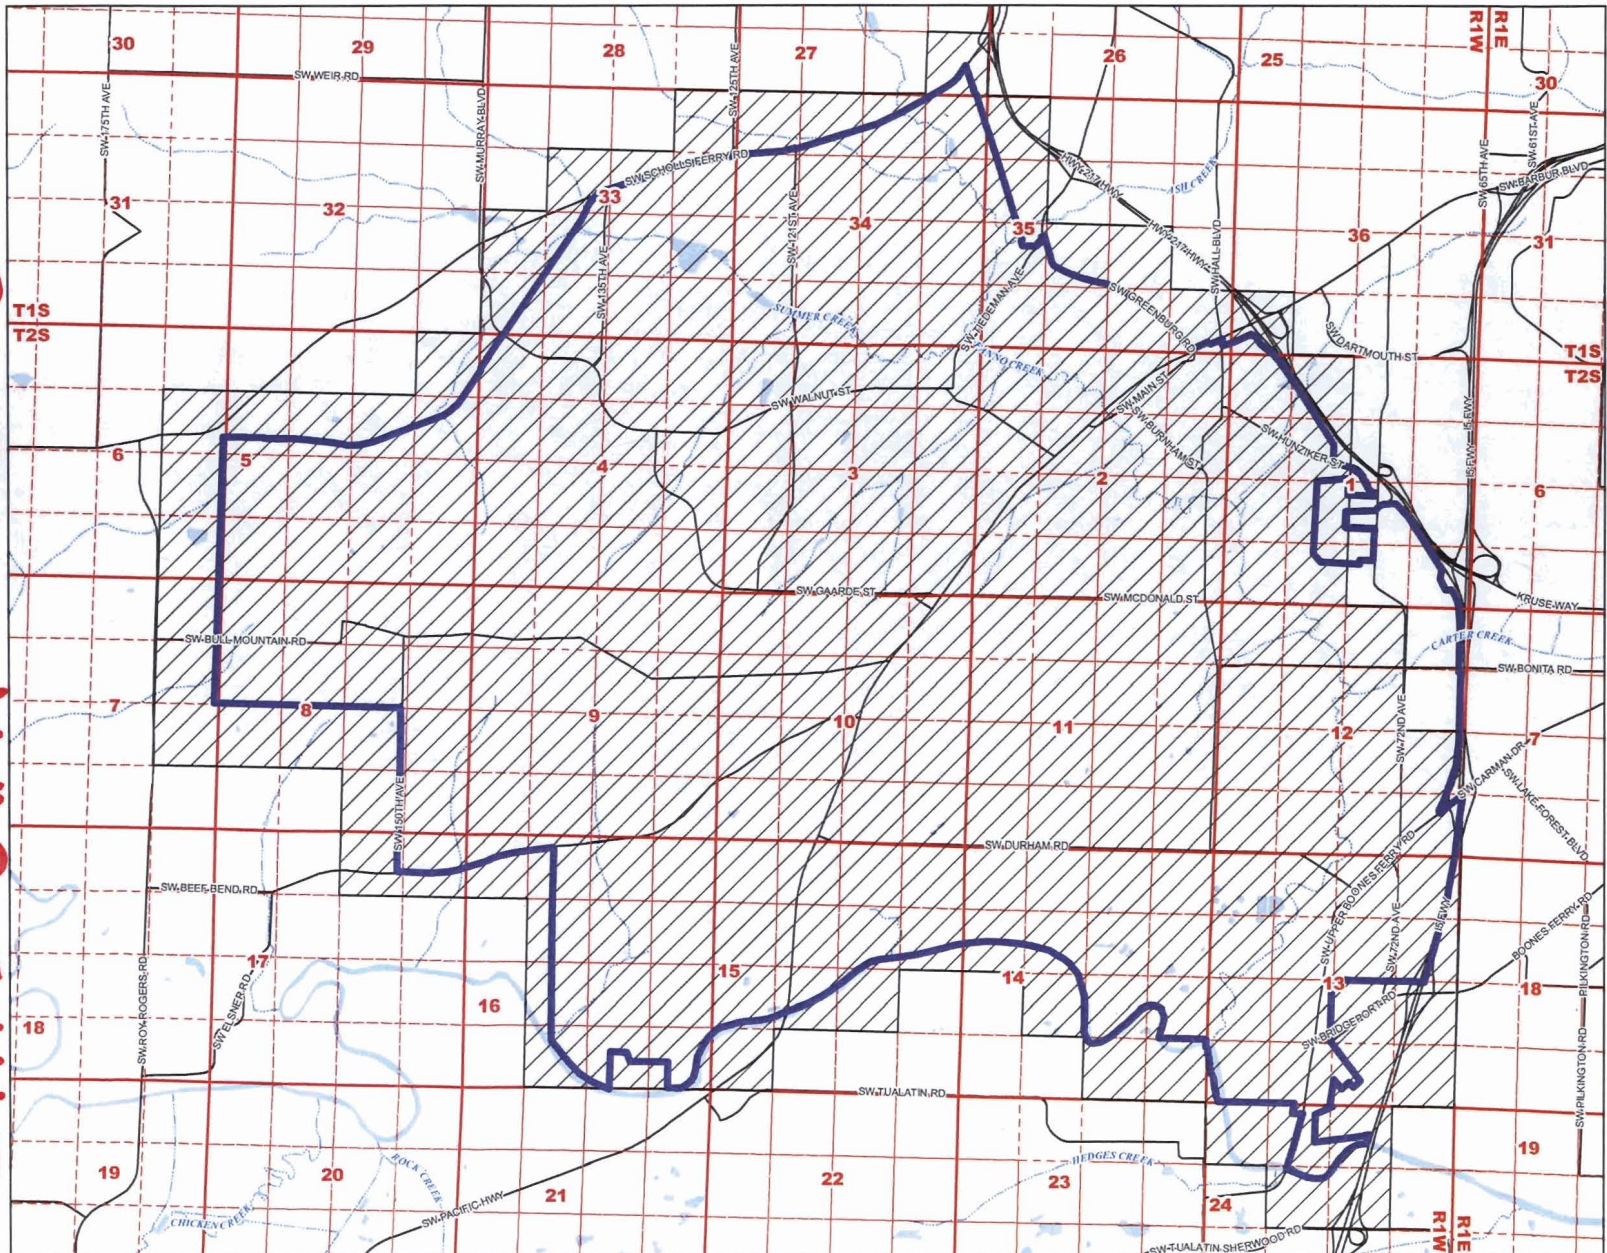 30
29
28
27
26
25
R1W
R1E
30
SW WEIR RD
SW 125TH AVE
SW 175TH AVE
SW MURRAY BLVD
SW 65TH AVE
SW 61ST AVE
SW BARBUR BLVD
HWY 217 HWY
ASH CREEK
SW SCHOLLS FERRY RD
31
32
33
34
35
36
31
SW 121ST AVE
SW 135TH AVE
HWY 217 HWY
SW HALL BLVD
T1S
T2S
SUMMER CREEK
SW TIEDEMAN AVE
SW GREENBURG RD
FANNO CREEK
SW DARTMOUTH ST
T1S
T2S
SW WALNUT ST
SW MAIN ST
SW BURNHAM ST
SW HUNZIKER ST
I5 FWY
I5 FWY
6
5
4
3
2
1
6
SW GAARDE ST
SW MCDONALD ST
KRUSE WAY
SW BULL MOUNTAIN RD
CARTER CREEK
SW BONITA RD
7
8
9
10
11
12
7
SW 72ND AVE
SW CARMAN DR
SW LAKE FOREST BLVD
SW 150TH AVE
SW DURHAM RD
SW BEEF BEND RD
SW UPPER BOONES FERRY RD
SW 72ND AVE
I5 FWY
BOONES FERRY RD
PILKINGTON RD
17
16
15
14
13
18
18
SW ROY ROGERS RD
SW ELSNER RD
SW BRIDGEPORT RD
SW PILKINGTON RD
SW TUALATIN RD
19
20
21
22
23
24
19
ROCK CREEK
CHICKEN CREEK
SW PACIFIC HWY
HEDGES CREEK
SW TUALATIN SHERWOOD RD
R1W
R1E